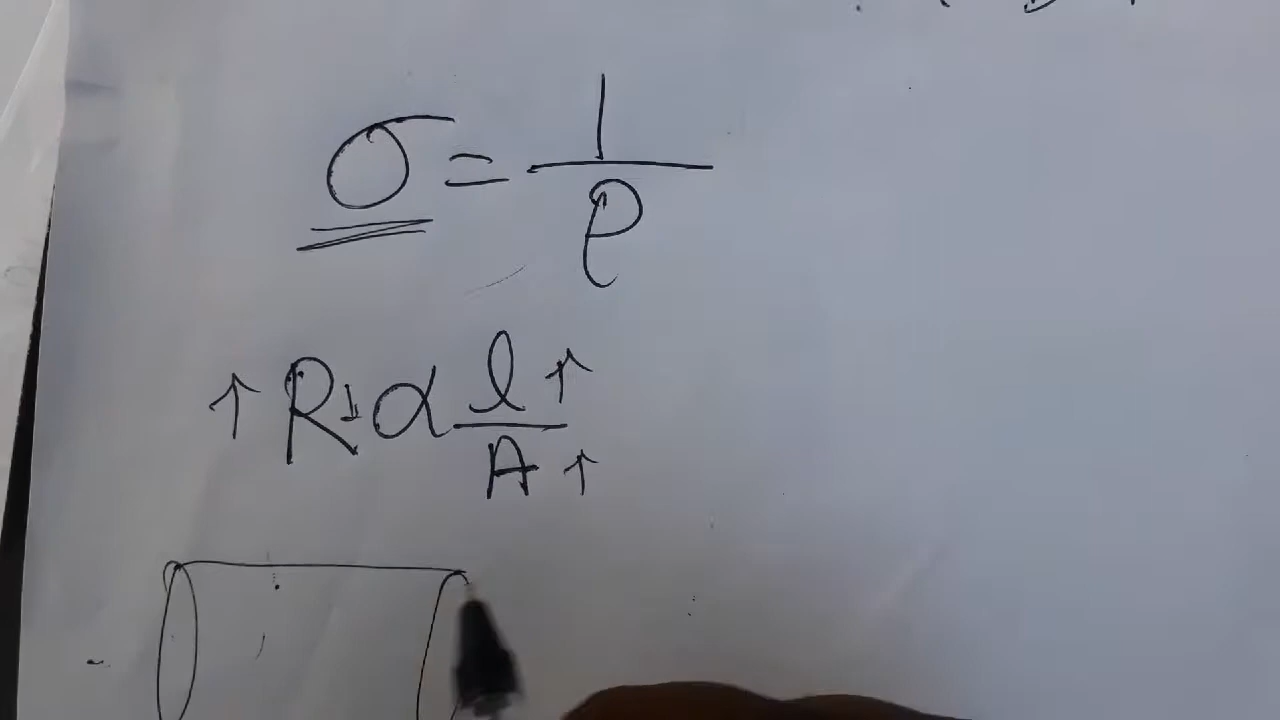 σ = 1/ρ
↑ R ↓ ∝ l ↑ / A ↑